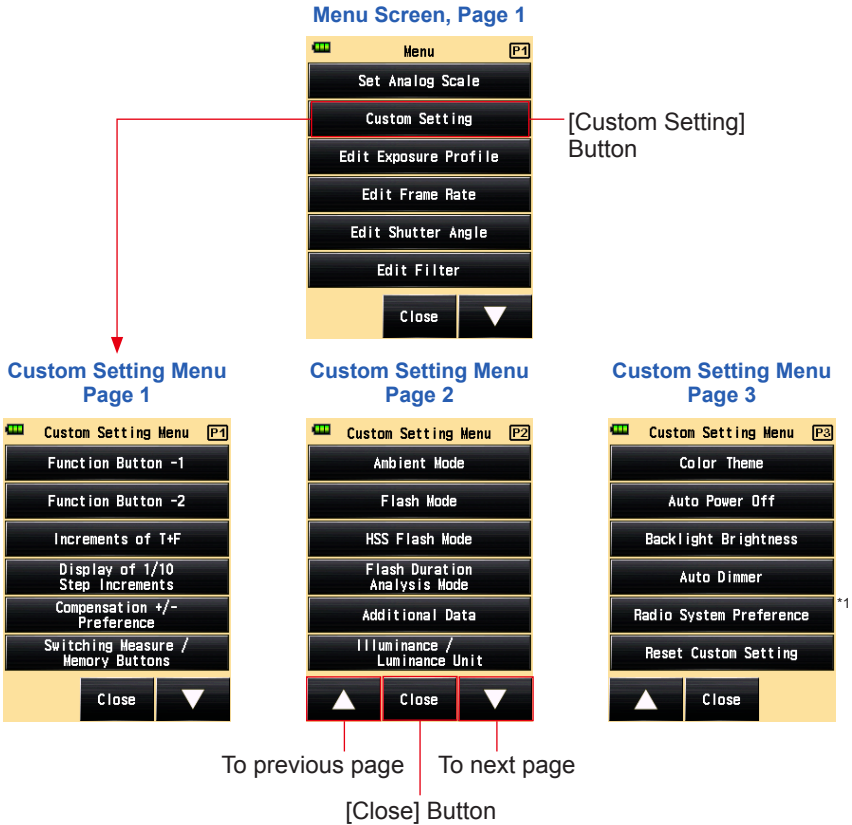 Menu Screen, Page 1
Menu P1
Set Analog Scale
Custom Setting
[Custom Setting]
Button
Edit Exposure Profile
Edit Frame Rate
Edit Shutter Angle
Edit Filter
Close
Custom Setting Menu
Page 1
Custom Setting Menu P1
Function Button -1
Function Button -2
Increments of T+F
Display of 1/10
Step Increments
Compensation +/-
Preference
Switching Measure /
Memory Buttons
Close
Custom Setting Menu
Page 2
Custom Setting Menu P2
Ambient Mode
Flash Mode
HSS Flash Mode
Flash Duration
Analysis Mode
Additional Data
Illuminance /
Luminance Unit
Close
To previous page
To next page
[Close] Button
Custom Setting Menu
Page 3
Custom Setting Menu P3
Color Theme
Auto Power Off
Backlight Brightness
Auto Dimmer
Radio System Preference *1
Reset Custom Setting
Close